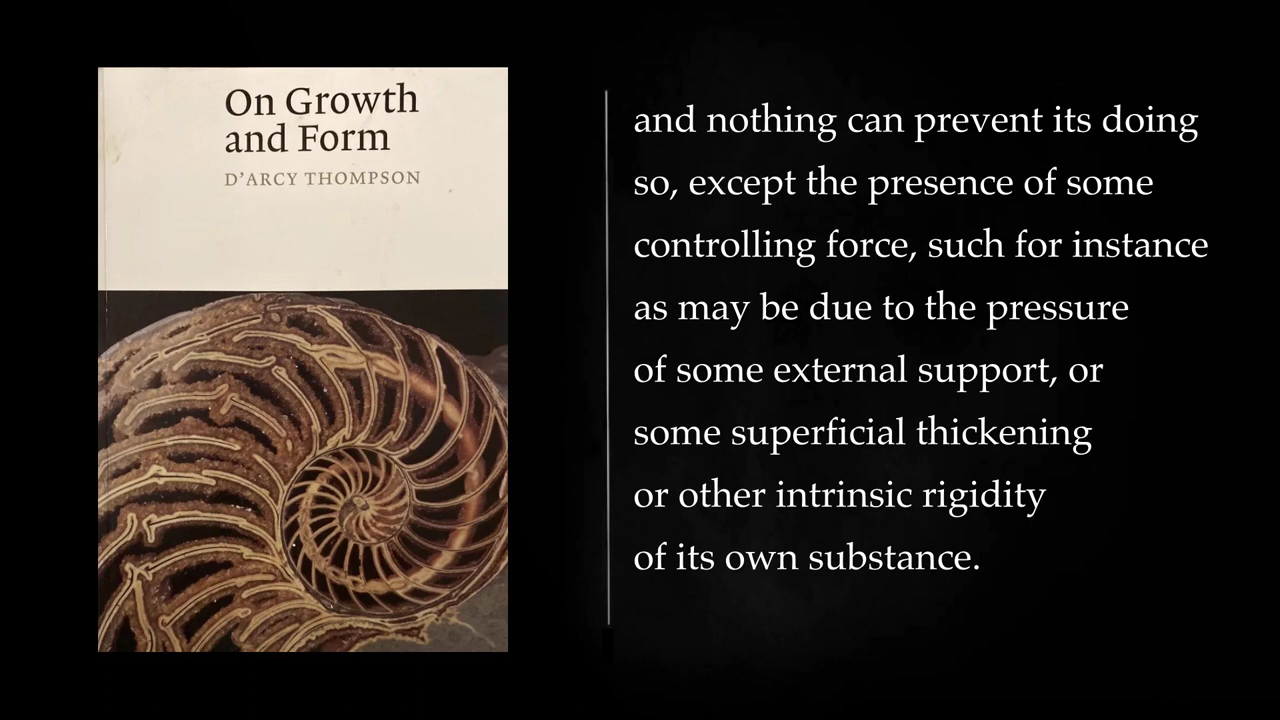 On Growth
and Form
D'ARCY THOMPSON
and nothing can prevent its doing
so, except the presence of some
controlling force, such for instance
as may be due to the pressure
of some external support, or
some superficial thickening
or other intrinsic rigidity
of its own substance.